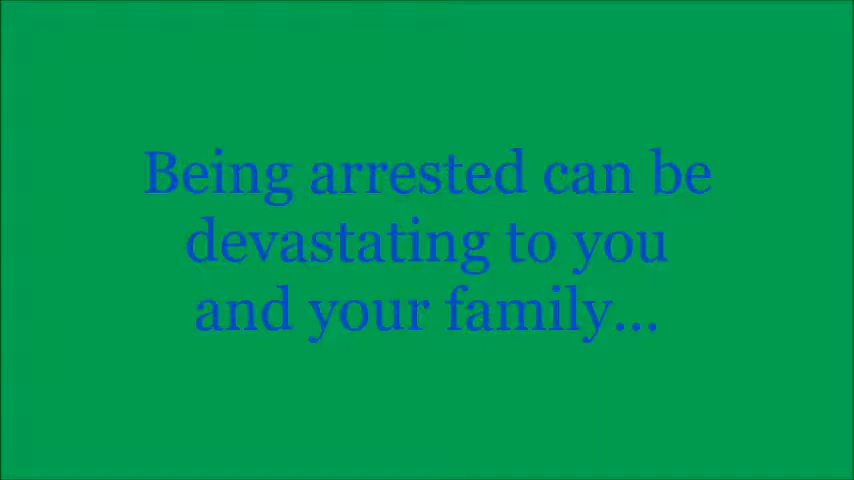 Being arrested can be
devastating to you
and your family...